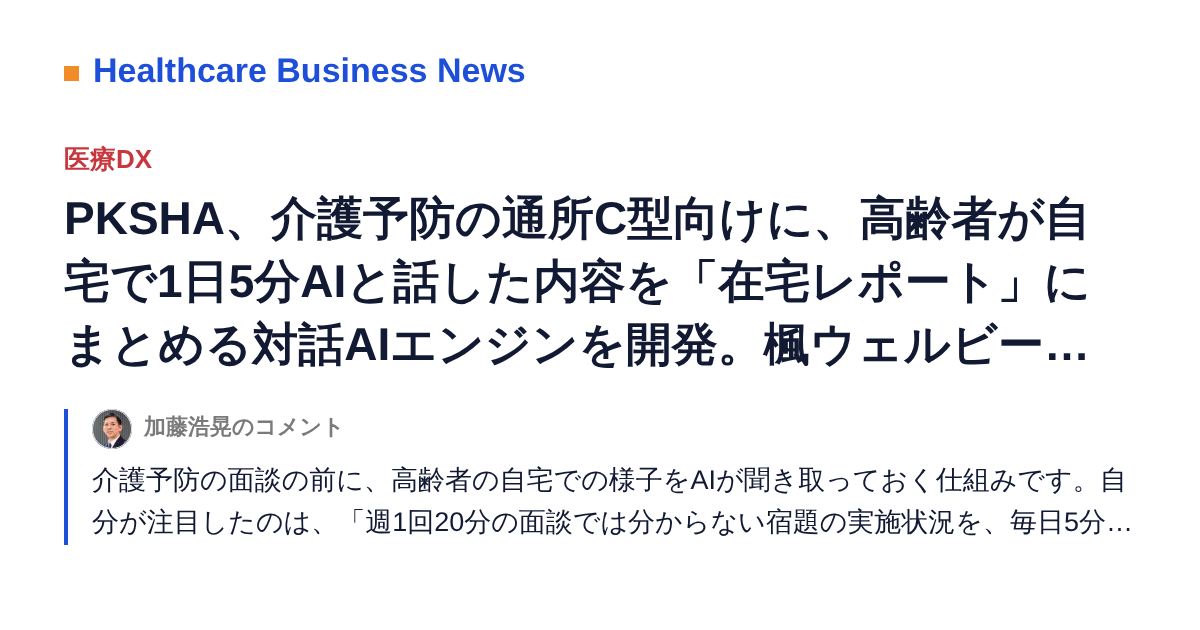 Healthcare Business News
医療DX
PKSHA、介護予防の通所C型向けに、高齢者が自
宅で1日5分AIと話した内容を「在宅レポート」に
まとめる対話AIエンジンを開発。楓ウェルビー…
加藤浩晃のコメント
介護予防の面談の前に、高齢者の自宅での様子をAIが聞き取っておく仕組みです。自
分が注目したのは、「週1回20分の面談では分からない宿題の実施状況を、毎日5分…